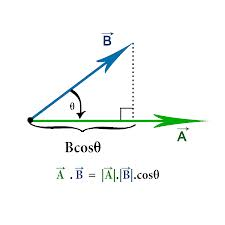 B⃗
θ
A⃗
Bcosθ
A⃗ . B⃗ = |A⃗|.|B⃗|.cosθ